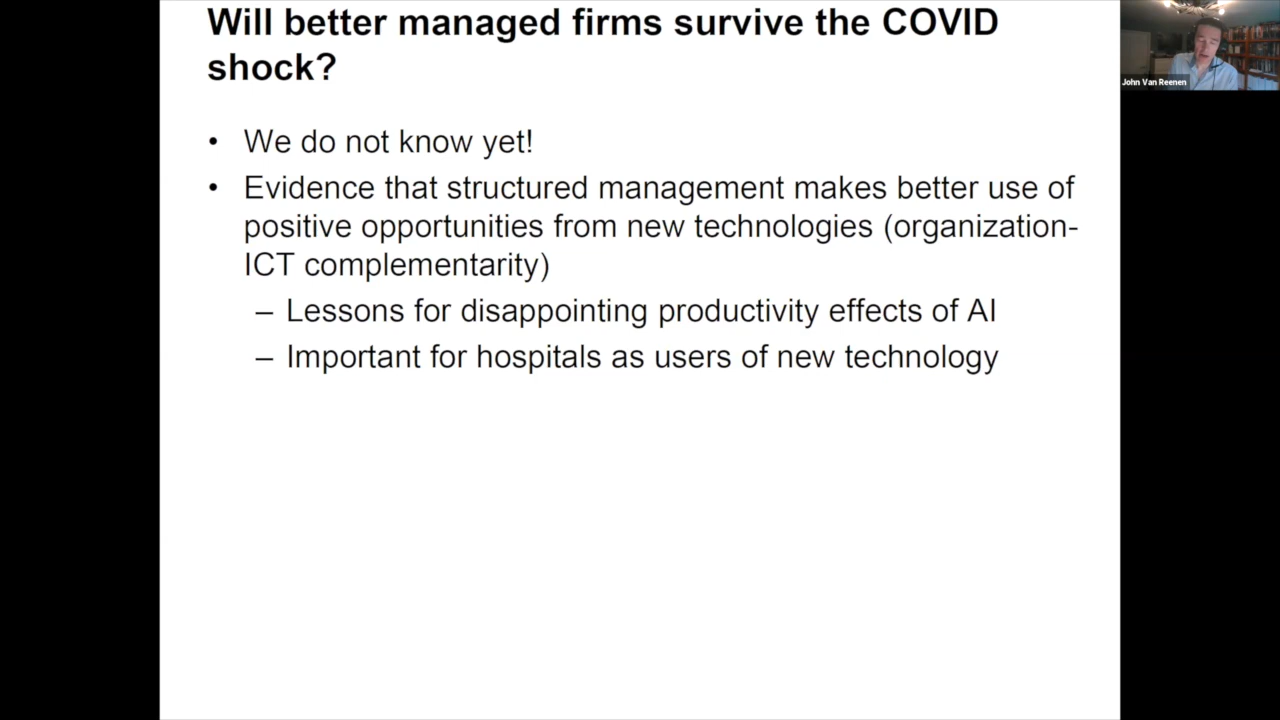 Will better managed firms survive the COVID
shock?
• We do not know yet!
• Evidence that structured management makes better use of
positive opportunities from new technologies (organization-
ICT complementarity)
– Lessons for disappointing productivity effects of AI
– Important for hospitals as users of new technology
John Van Reenen